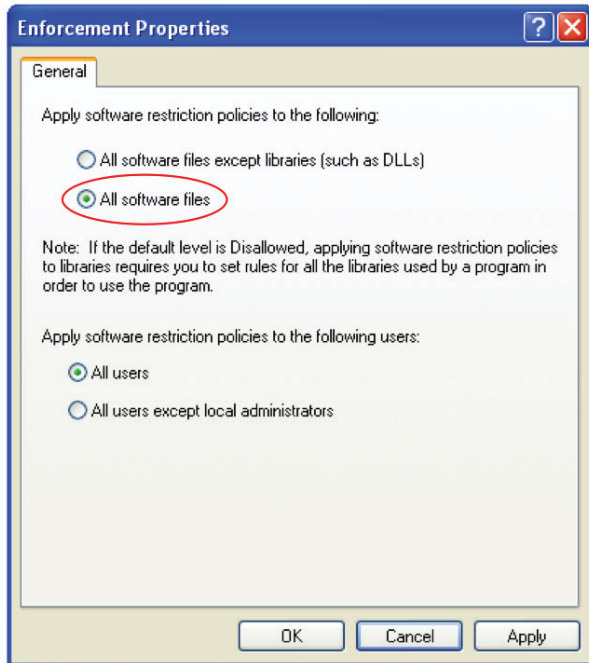 Enforcement Properties
General
Apply software restriction policies to the following:
All software files except libraries (such as DLLs)
All software files
Note: If the default level is Disallowed, applying software restriction policies
to libraries requires you to set rules for all the libraries used by a program in
order to use the program.
Apply software restriction policies to the following users:
All users
All users except local administrators
OK Cancel Apply